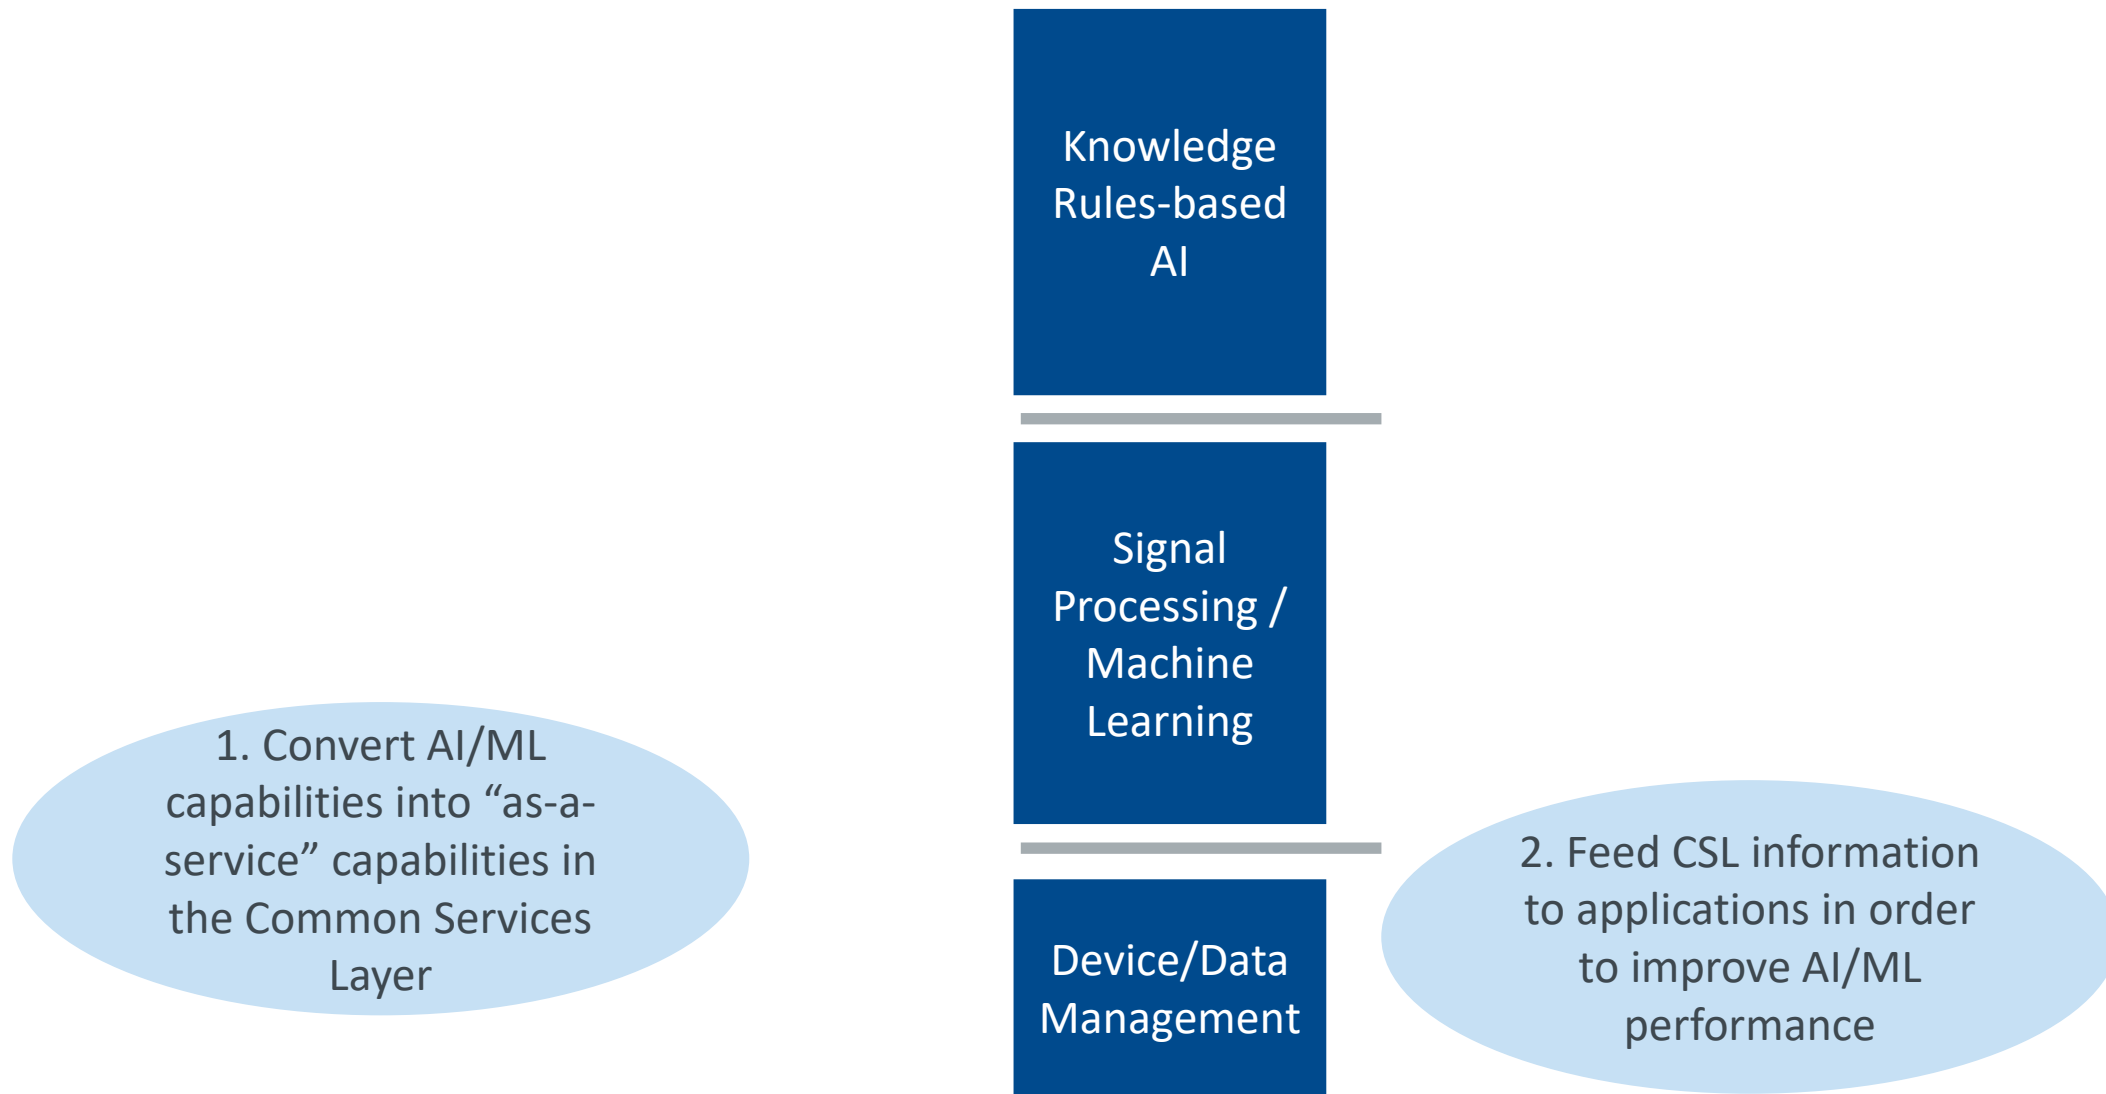 Knowledge
Rules-based
AI
Signal
Processing /
Machine
Learning
1. Convert AI/ML
capabilities into “as-a-
service” capabilities in
the Common Services
Layer
2. Feed CSL information
to applications in order
to improve AI/ML
performance
Device/Data
Management